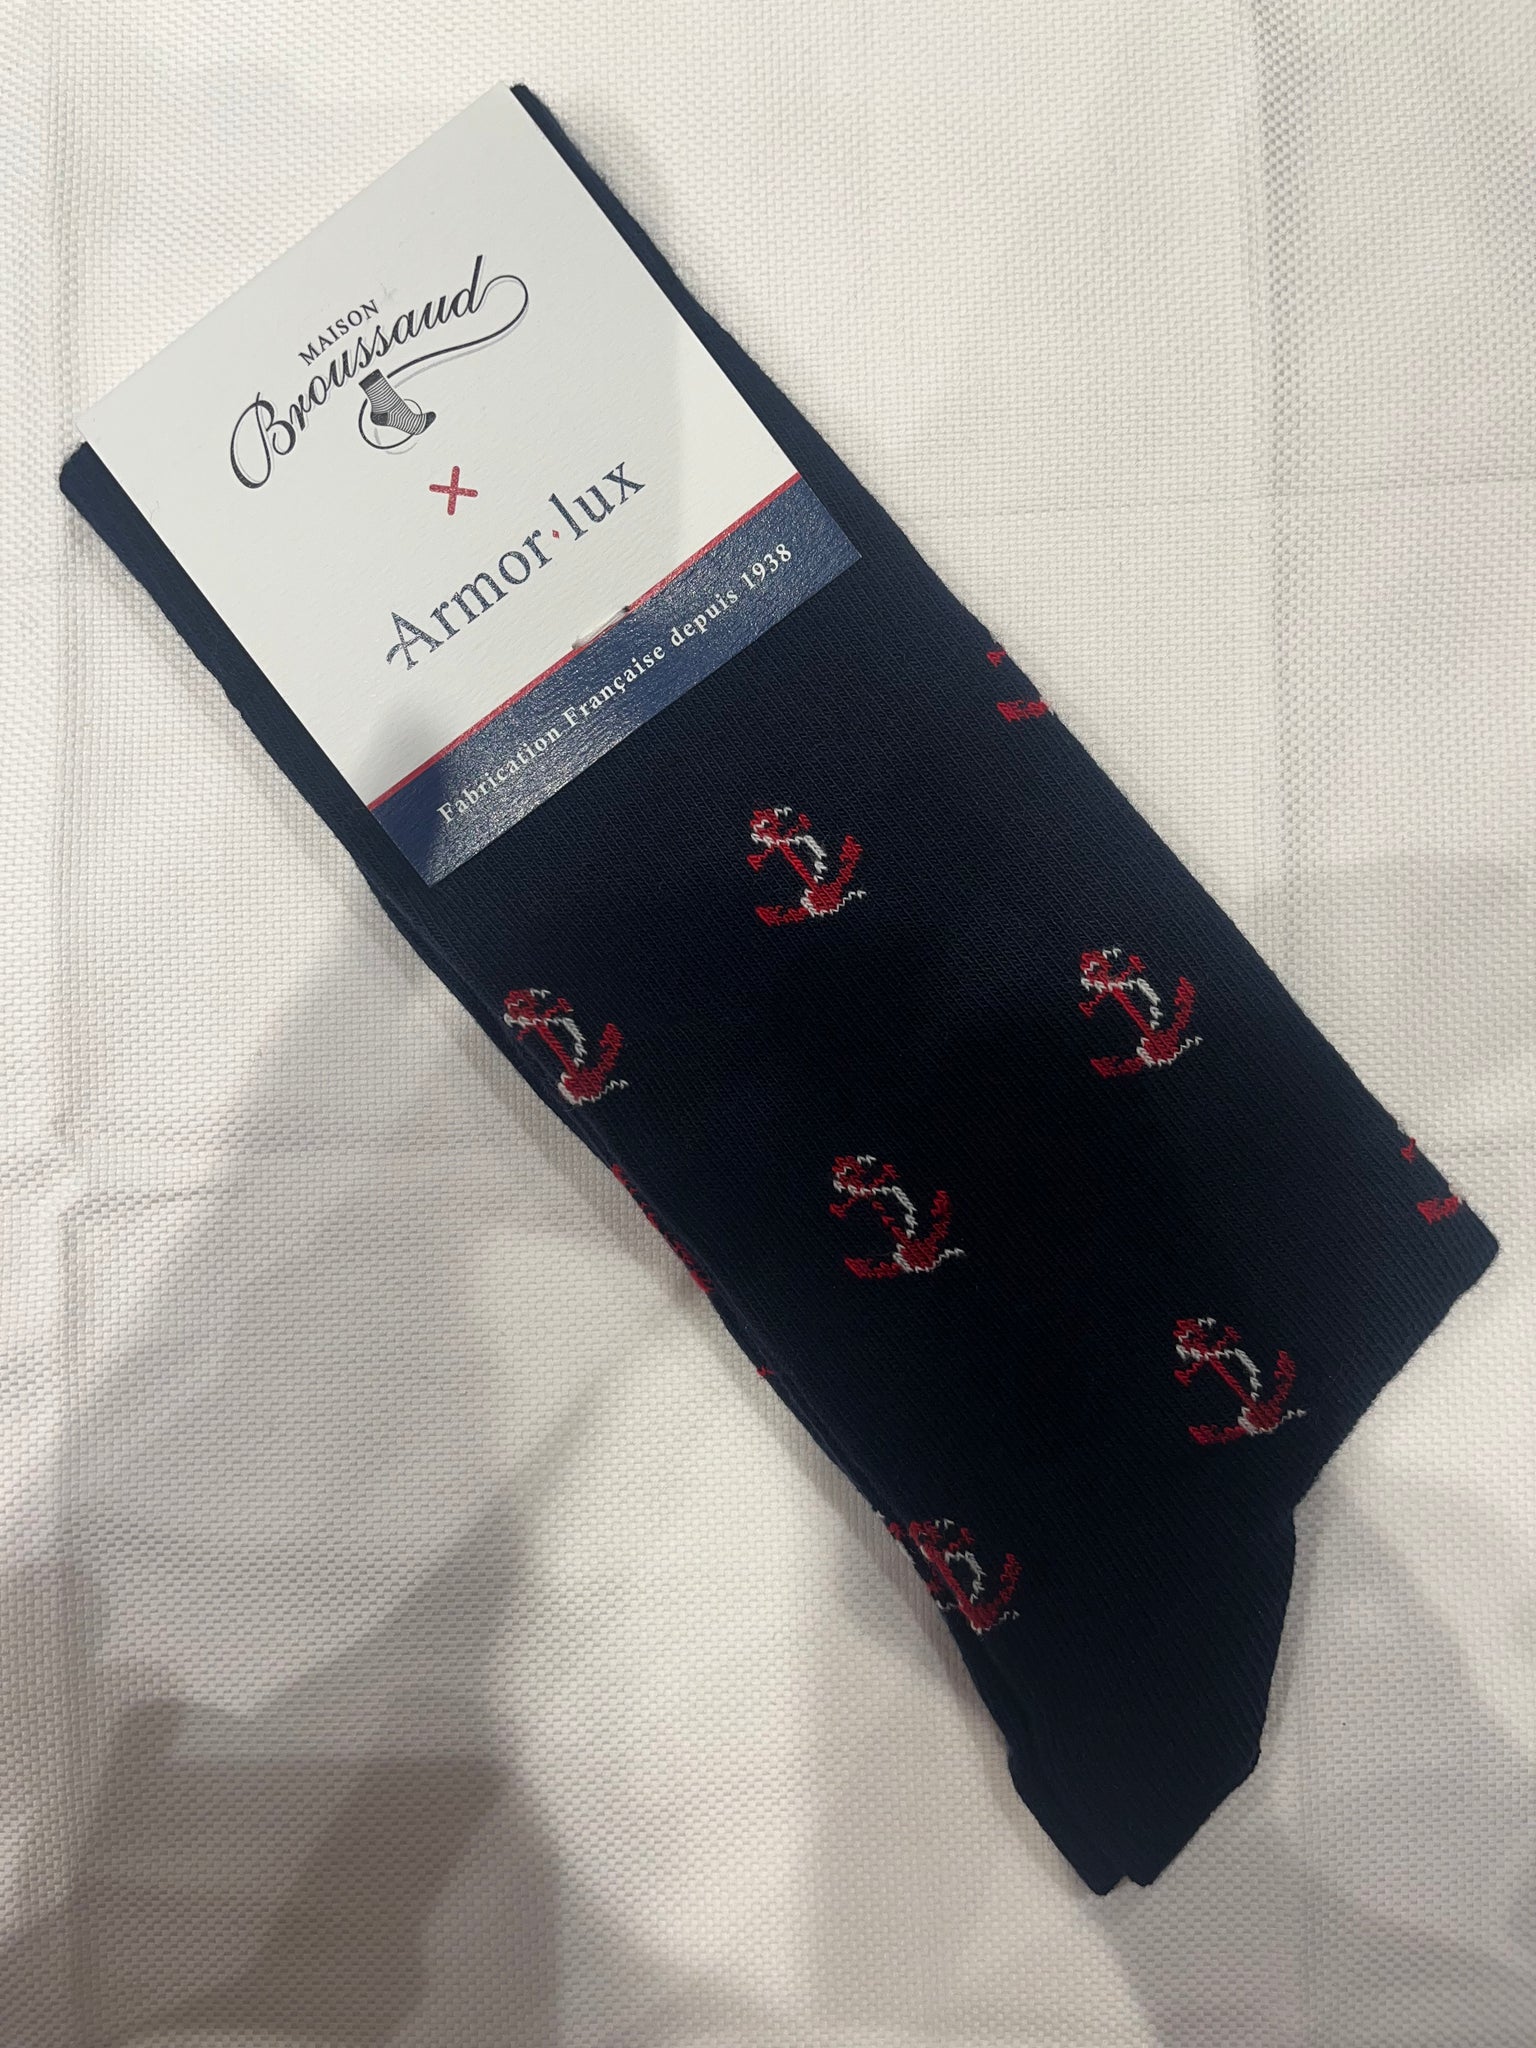 MAISON
Broussaud
x
Armor·lux
Fabrication Française depuis 1938